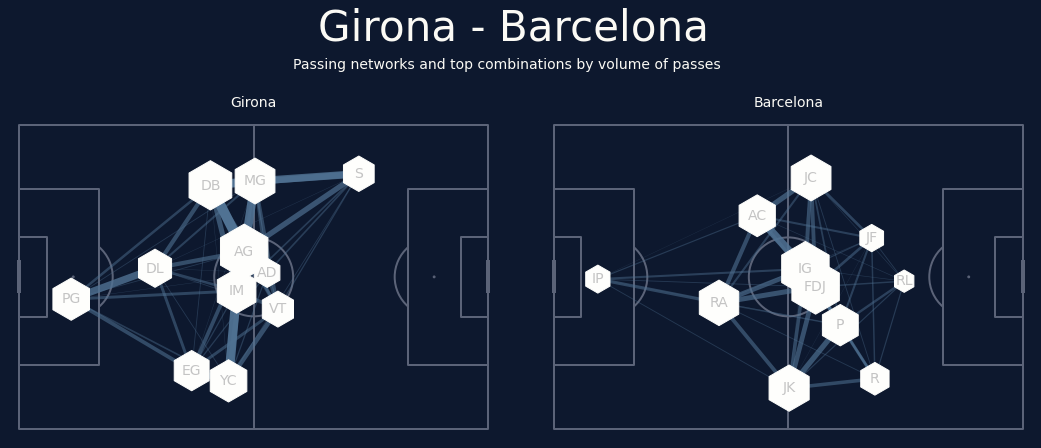 Girona - Barcelona
Passing networks and top combinations by volume of passes
Girona
Barcelona
DB
MG
S
AG
DL
AD
IM
PG
VT
EG
YC
JC
AC
JF
IG
IP
RL
FDJ
RA
P
R
JK